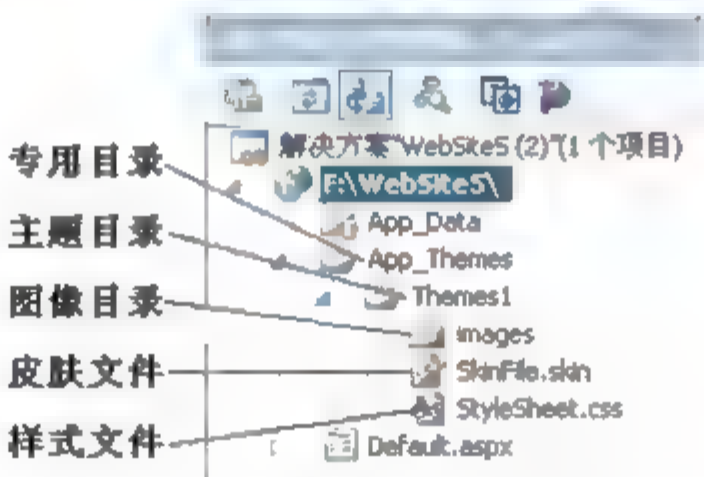 解决方案"WebSite5 (2)"(1 个项目)
F:\WebSite5\
App_Data
专用目录
App_Themes
主题目录
Themes1
图像目录
images
皮肤文件
SkinFile.skin
样式文件
StyleSheet.css
Default.aspx